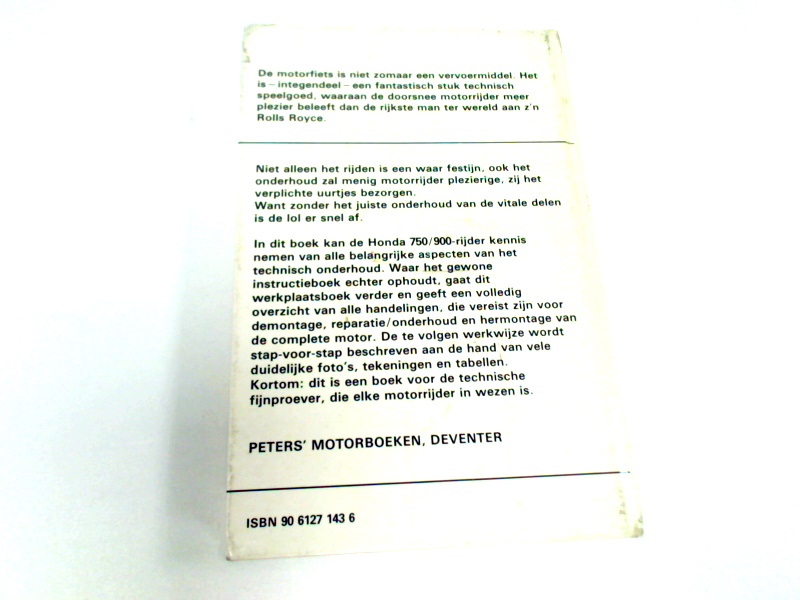 De motorfiets is niet zomaar een vervoermiddel. Het
is – integendeel – een fantastisch stuk technisch
speelgoed, waaraan de doorsnee motorrijder meer
plezier beleeft dan de rijkste man ter wereld aan z'n
Rolls Royce.
Niet alleen het rijden is een waar festijn, ook het
onderhoud zal menig motorrijder plezierige, zij het
verplichte uurtjes bezorgen.
Want zonder het juiste onderhoud van de vitale delen
is de lol er snel af.
In dit boek kan de Honda 750/900-rijder kennis
nemen van alle belangrijke aspecten van het
technisch onderhoud. Waar het gewone
instructieboek echter ophoudt, gaat dit
werkplaatsboek verder en geeft een volledig
overzicht van alle handelingen, die vereist zijn voor
demontage, reparatie/onderhoud en hermontage van
de complete motor. De te volgen werkwijze wordt
stap-voor-stap beschreven aan de hand van vele
duidelijke foto's, tekeningen en tabellen.
Kortom: dit is een boek voor de technische
fijnproever, die elke motorrijder in wezen is.
PETERS' MOTORBOEKEN, DEVENTER
ISBN 90 6127 143 6